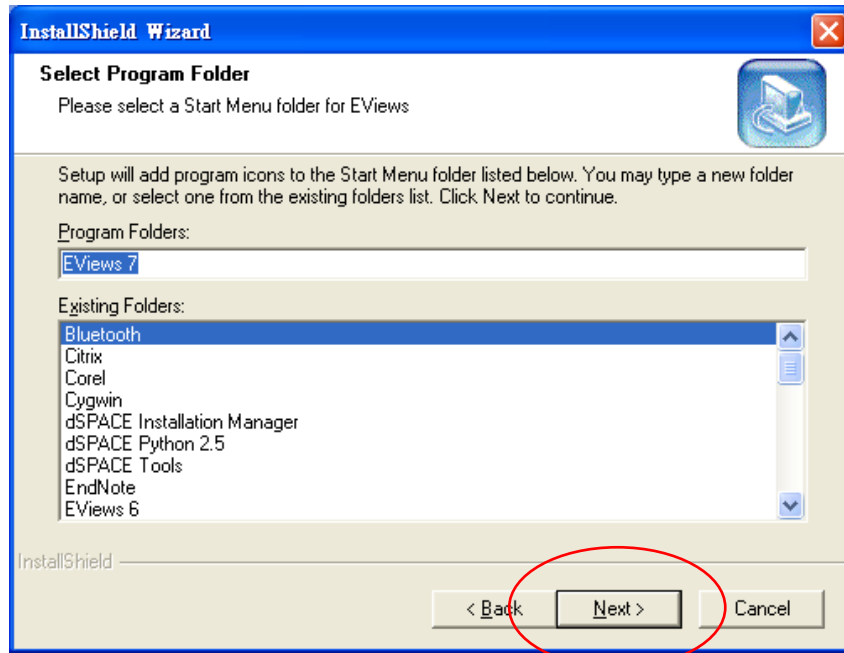 InstallShield Wizard
Select Program Folder
Please select a Start Menu folder for EViews
Setup will add program icons to the Start Menu folder listed below. You may type a new folder
name, or select one from the existing folders list. Click Next to continue.
Program Folders:
EViews 7
Existing Folders:
Bluetooth
Citrix
Corel
Cygwin
dSPACE Installation Manager
dSPACE Python 2.5
dSPACE Tools
EndNote
EViews 6
InstallShield
< Back Next > Cancel